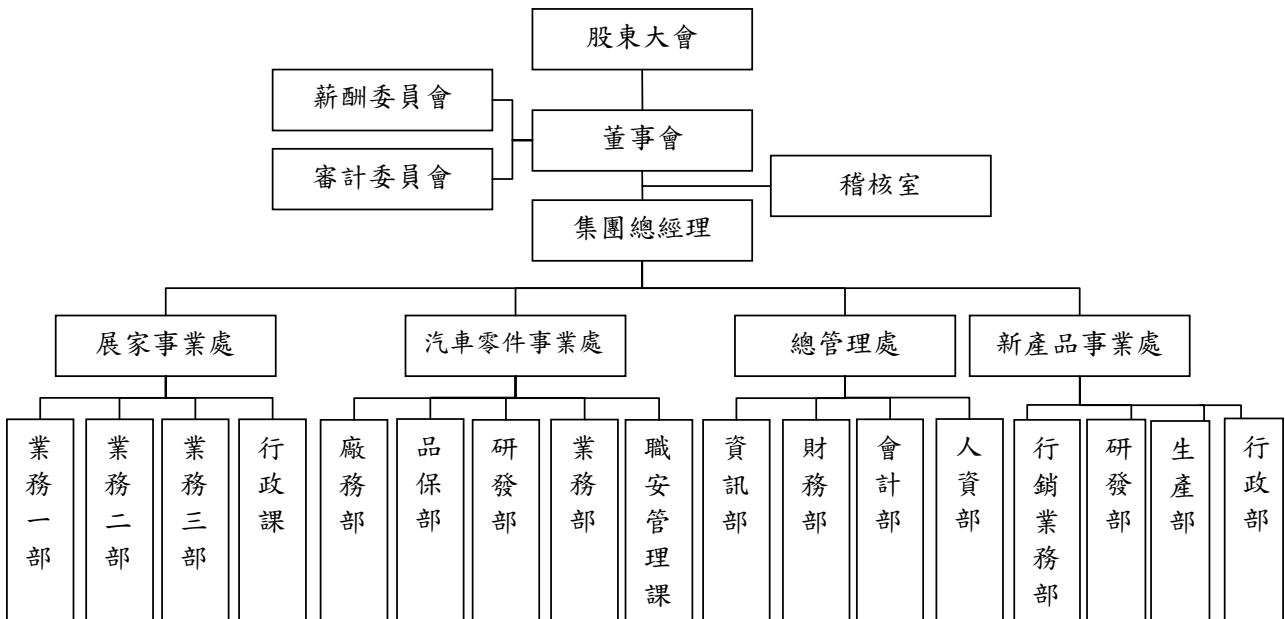 股東大會
薪酬委員會
董事會
審計委員會
稽核室
集團總經理
展家事業處
汽車零件事業處
總管理處
新產品事業處
業務一部
業務二部
業務三部
行政課
廠務部
品保部
研發部
業務部
職安管理課
資訊部
財務部
會計部
人資部
行銷業務部
研發部
生產部
行政部